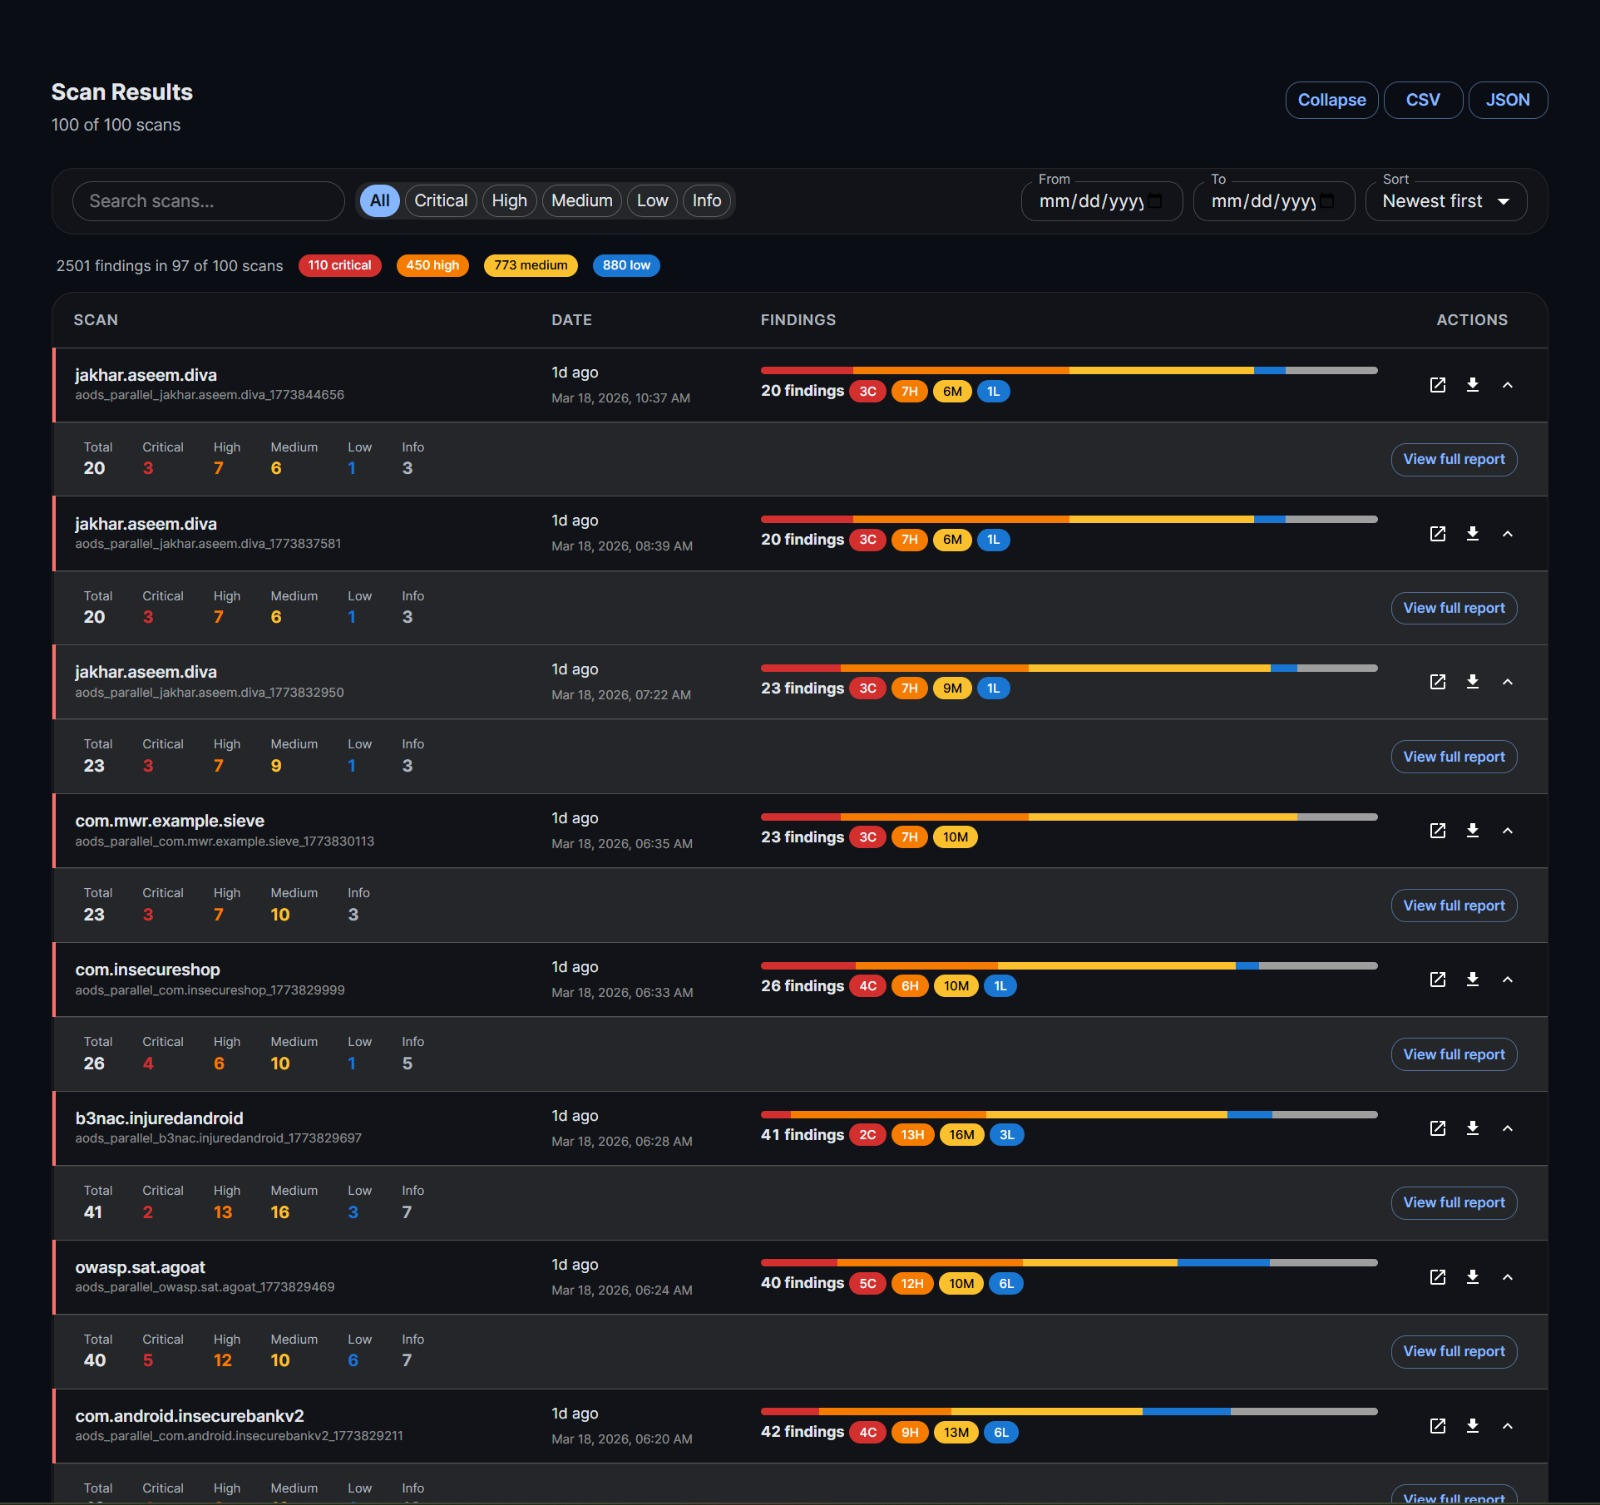 Scan Results
100 of 100 scans
Collapse CSV JSON
Search scans... All Critical High Medium Low Info
From mm/dd/yyyy To mm/dd/yyyy Sort Newest first
2501 findings in 97 of 100 scans 110 critical 450 high 773 medium 880 low
SCAN DATE FINDINGS ACTIONS
jakhar.aseem.diva 1d ago
aods_parallel_jakhar.aseem.diva_1773844656 Mar 18, 2026, 10:37 AM 20 findings 3C 7H 6M 1L
Total Critical High Medium Low Info
20 3 7 6 1 3 View full report
jakhar.aseem.diva 1d ago
aods_parallel_jakhar.aseem.diva_1773837581 Mar 18, 2026, 08:39 AM 20 findings 3C 7H 6M 1L
Total Critical High Medium Low Info
20 3 7 6 1 3 View full report
jakhar.aseem.diva 1d ago
aods_parallel_jakhar.aseem.diva_1773832950 Mar 18, 2026, 07:22 AM 23 findings 3C 7H 9M 1L
Total Critical High Medium Low Info
23 3 7 9 1 3 View full report
com.mwr.example.sieve 1d ago
aods_parallel_com.mwr.example.sieve_1773830113 Mar 18, 2026, 06:35 AM 23 findings 3C 7H 10M
Total Critical High Medium Info
23 3 7 10 3 View full report
com.insecureshop 1d ago
aods_parallel_com.insecureshop_1773829999 Mar 18, 2026, 06:33 AM 26 findings 4C 6H 10M 1L
Total Critical High Medium Low Info
26 4 6 10 1 5 View full report
b3nac.injuredandroid 1d ago
aods_parallel_b3nac.injuredandroid_1773829697 Mar 18, 2026, 06:28 AM 41 findings 2C 13H 16M 3L
Total Critical High Medium Low Info
41 2 13 16 3 7 View full report
owasp.sat.agoat 1d ago
aods_parallel_owasp.sat.agoat_1773829469 Mar 18, 2026, 06:24 AM 40 findings 5C 12H 10M 6L
Total Critical High Medium Low Info
40 5 12 10 6 7 View full report
com.android.insecurebankv2 1d ago
aods_parallel_com.android.insecurebankv2_1773829211 Mar 18, 2026, 06:20 AM 42 findings 4C 9H 13M 6L
Total Critical High Medium Low Info
View full report